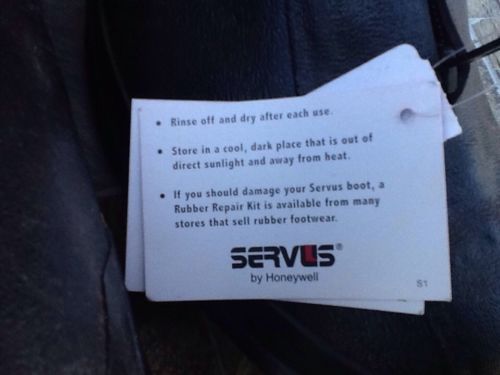 • Rinse off and dry after each use.
• Store in a cool, dark place that is out of
direct sunlight and away from heat.
• If you should damage your Servus boot, a
Rubber Repair Kit is available from many
stores that sell rubber footwear.
SERVUS®
by Honeywell
S1